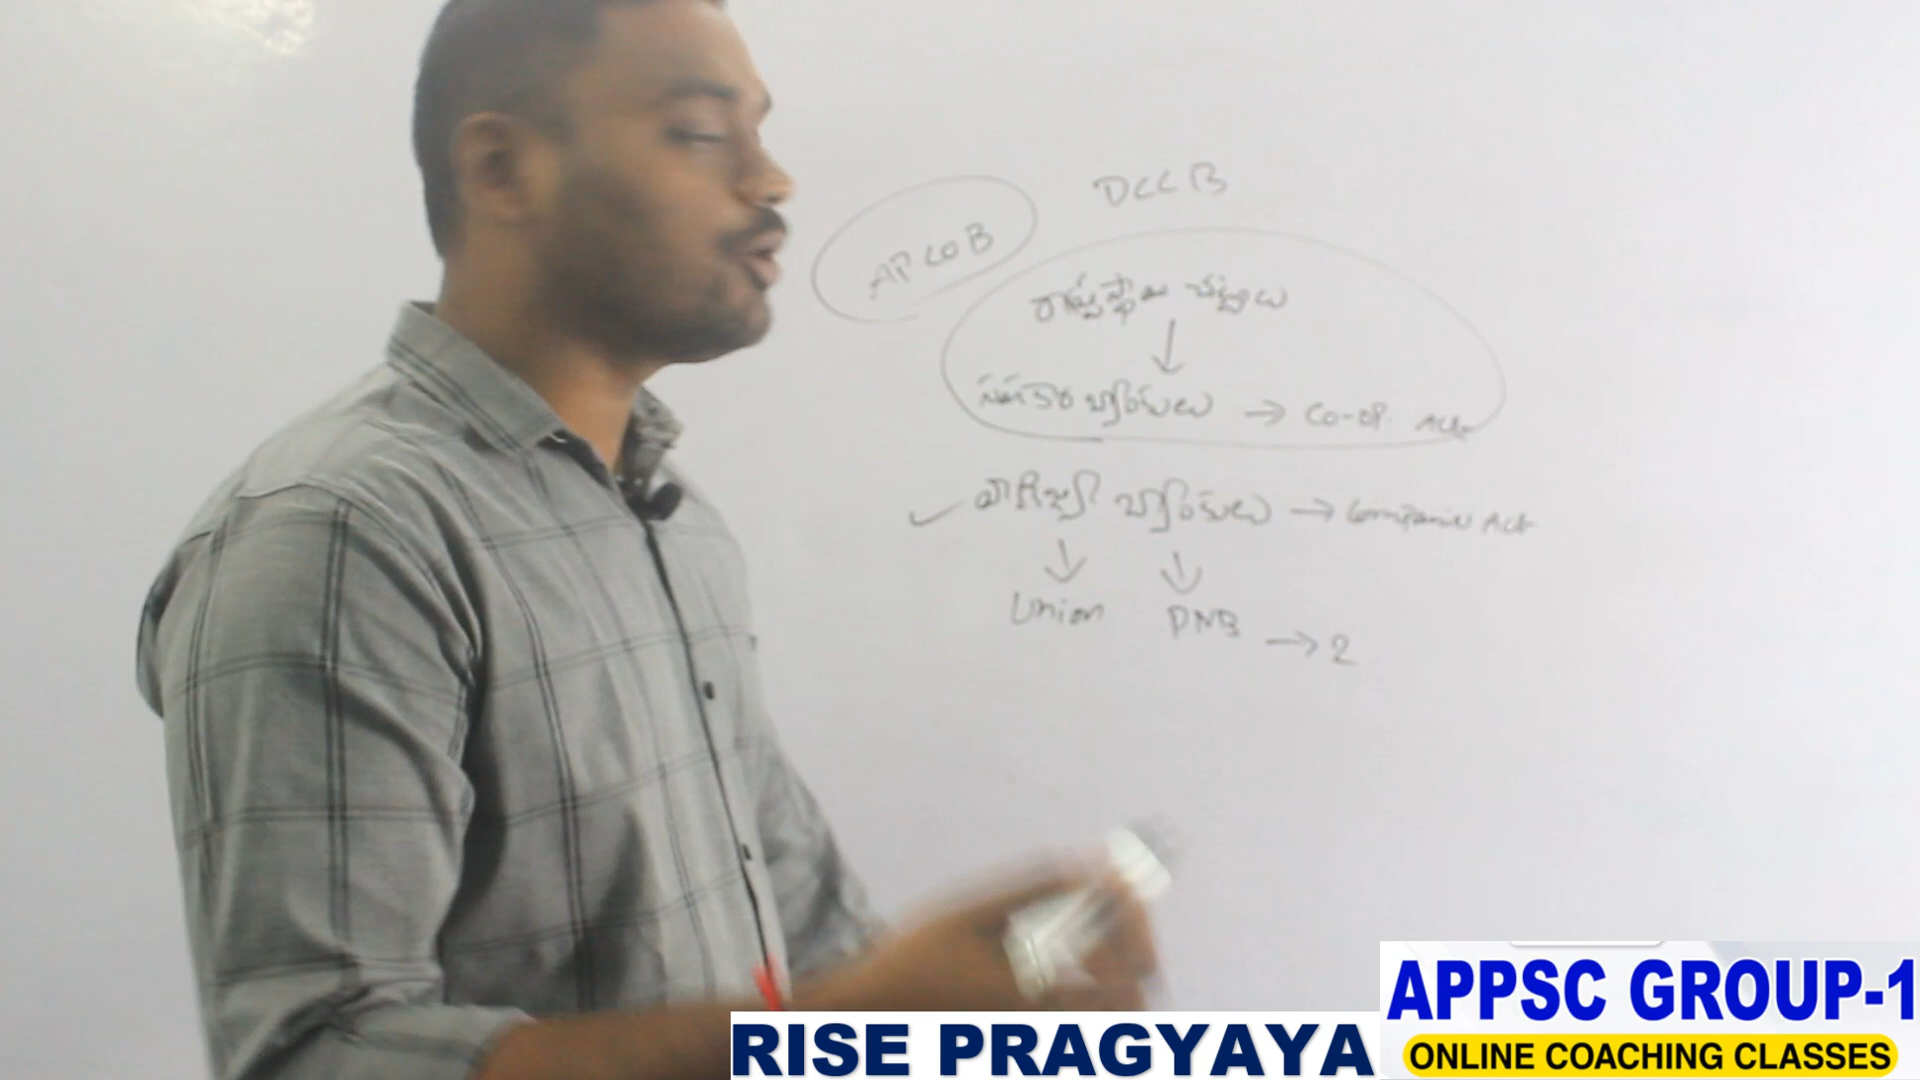 DCCB
APCOB
రాష్ట్రస్థాయి చట్టాలు
↓
సహకార బ్యాంకులు → CO-OP. Act
✓ వాణిజ్య బ్యాంకులు → Companies Act
↓ ↓
Union PNB → 2
APPSC GROUP-1
RISE PRAGYAYA
ONLINE COACHING CLASSES